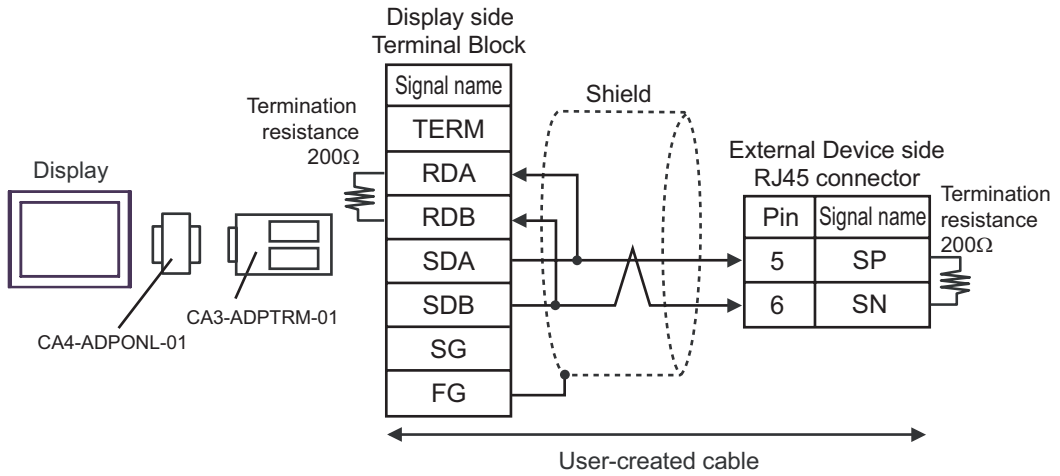 Display side
Terminal Block
Signal name
TERM
RDA
RDB
SDA
SDB
SG
FG
Termination
resistance
200Ω
Display
CA4-ADPONL-01
CA3-ADPTRM-01
Shield
External Device side
RJ45 connector
Pin Signal name
5 SP
6 SN
Termination
resistance
200Ω
User-created cable